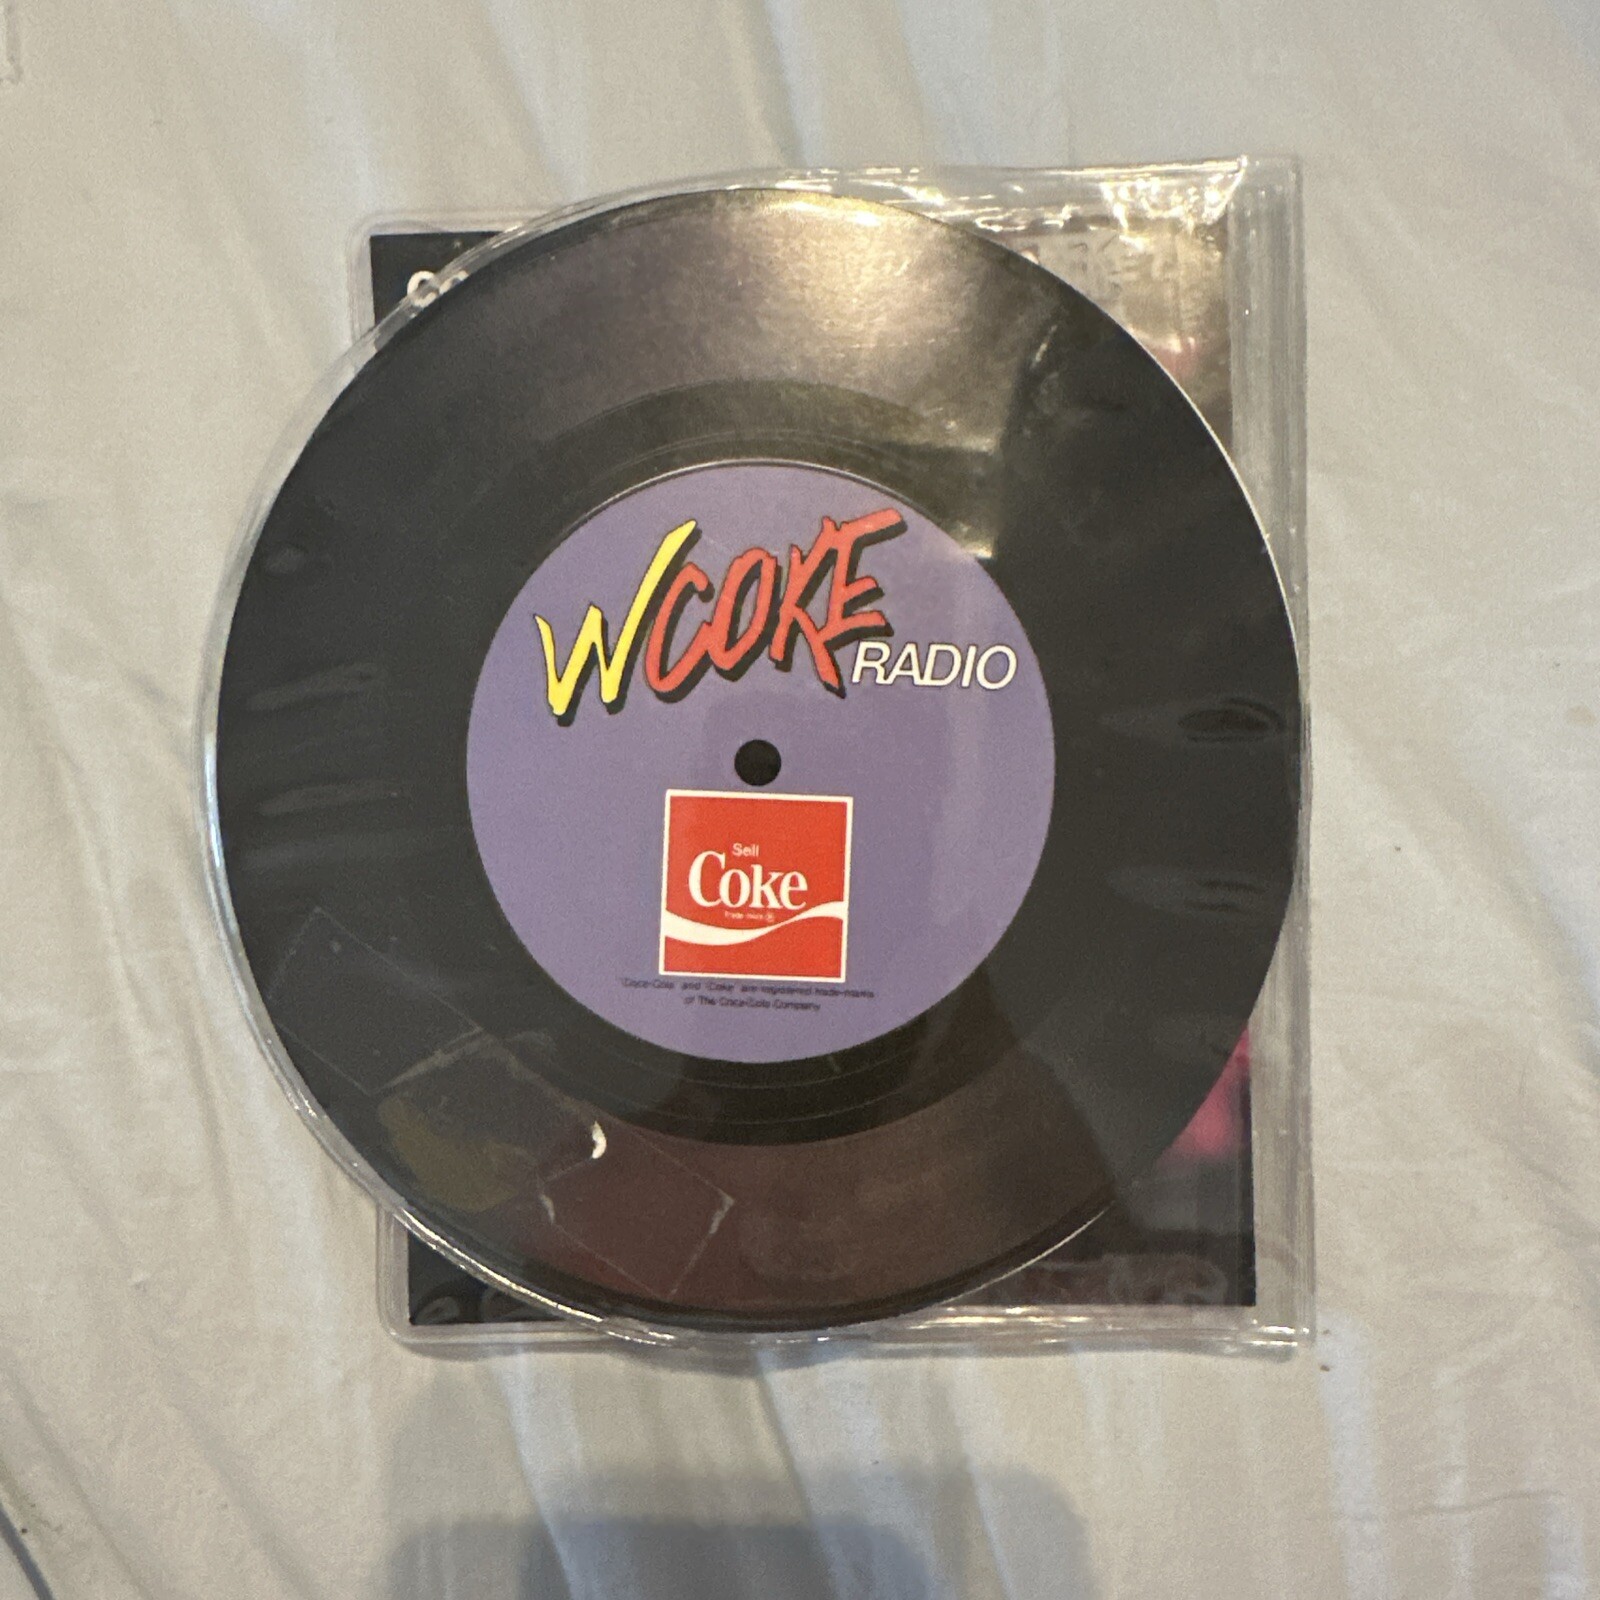 WCOKE
RADIO
Sell
Coke
Trade-mark ®
"Coca-Cola" and "Coke" are registered trade-marks
of The Coca-Cola Company